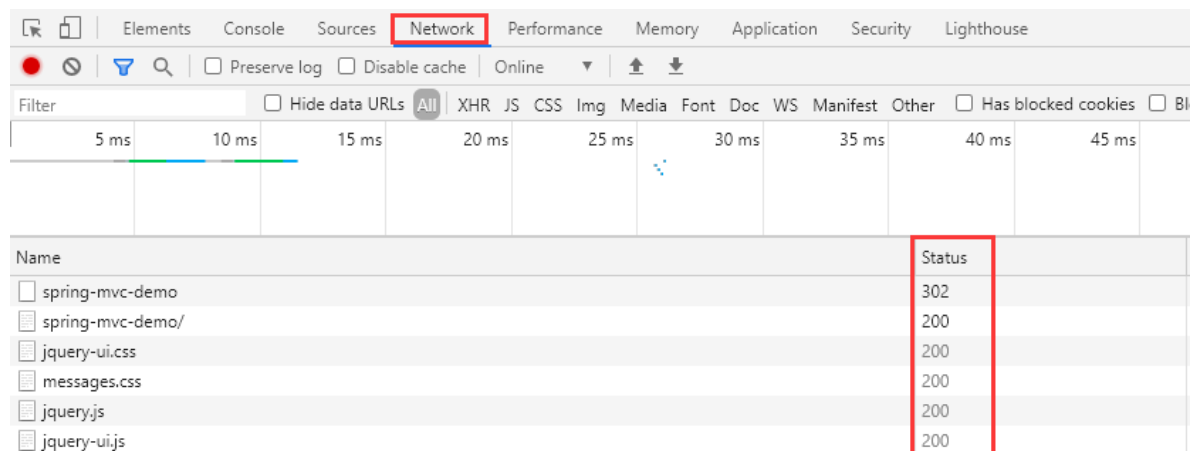 Elements Console Sources Network Performance Memory Application Security Lighthouse
Preserve log Disable cache Online
Filter Hide data URLs All XHR JS CSS Img Media Font Doc WS Manifest Other Has blocked cookies Bl
5 ms 10 ms 15 ms 20 ms 25 ms 30 ms 35 ms 40 ms 45 ms
Name Status
spring-mvc-demo 302
spring-mvc-demo/ 200
jquery-ui.css 200
messages.css 200
jquery.js 200
jquery-ui.js 200